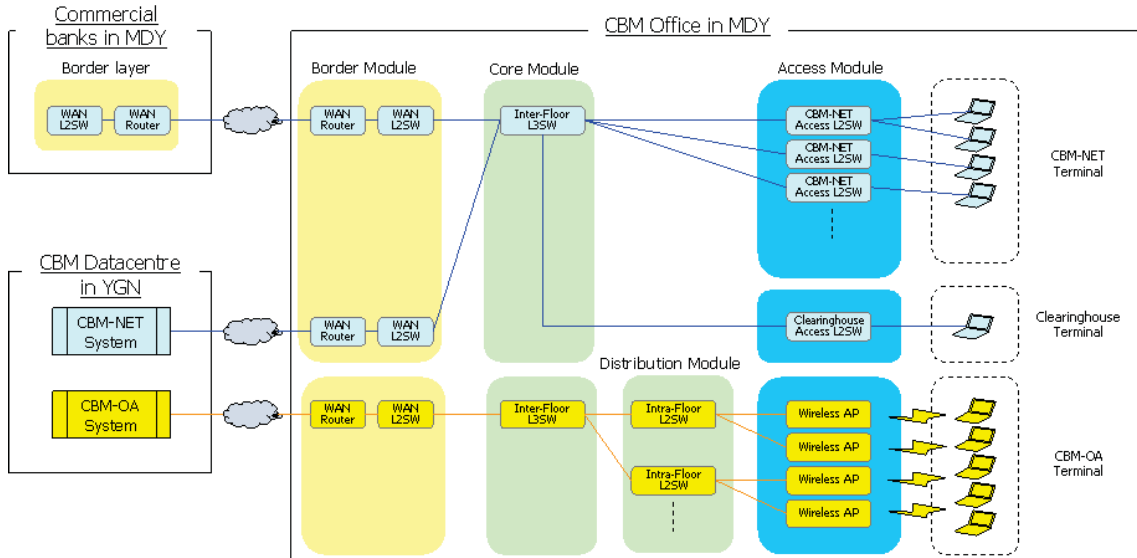 Commercial
banks in MDY
CBM Office in MDY
Border layer
Border Module
Core Module
Access Module
WAN
L2SW
WAN
Router
WAN
Router
WAN
L2SW
Inter-Floor
L3SW
CBM-NET
Access L2SW
CBM-NET
Access L2SW
CBM-NET
Access L2SW
CBM-NET
Terminal
CBM Datacentre
in YGN
CBM-NET
System
WAN
Router
WAN
L2SW
Clearinghouse
Access L2SW
Clearinghouse
Terminal
Distribution Module
CBM-OA
System
WAN
Router
WAN
L2SW
Inter-Floor
L3SW
Intra-Floor
L2SW
Intra-Floor
L2SW
Wireless AP
Wireless AP
Wireless AP
Wireless AP
CBM-OA
Terminal